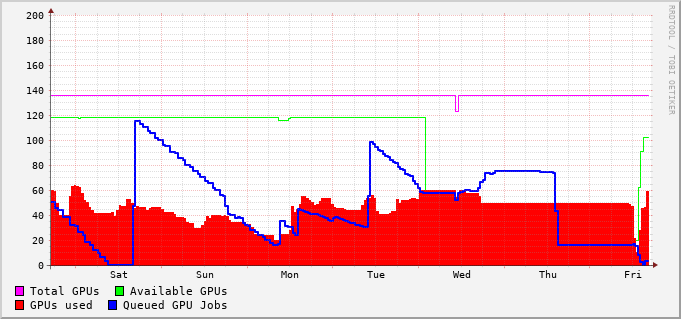 200
180
160
140
120
100
80
60
40
20
0
Sat Sun Mon Tue Wed Thu Fri
Total GPUs Available GPUs
GPUs used Queued GPU Jobs
RRDTOOL / TOBI OETIKER